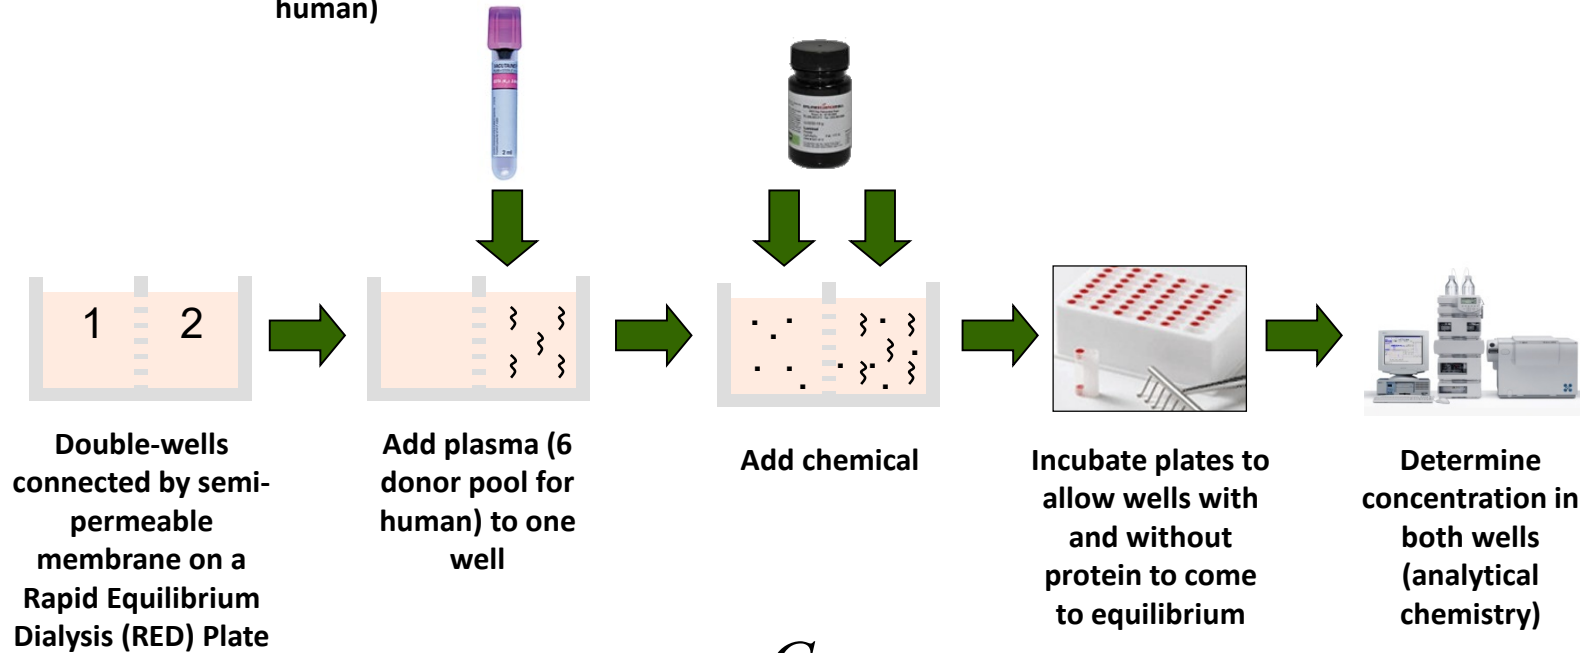 human)
2 ml
1 2
Double-wells
connected by semi-
permeable
membrane on a
Rapid Equilibrium
Dialysis (RED) Plate
Add plasma (6
donor pool for
human) to one
well
Add chemical
Incubate plates to
allow wells with
and without
protein to come
to equilibrium
Determine
concentration in
both wells
(analytical
chemistry)